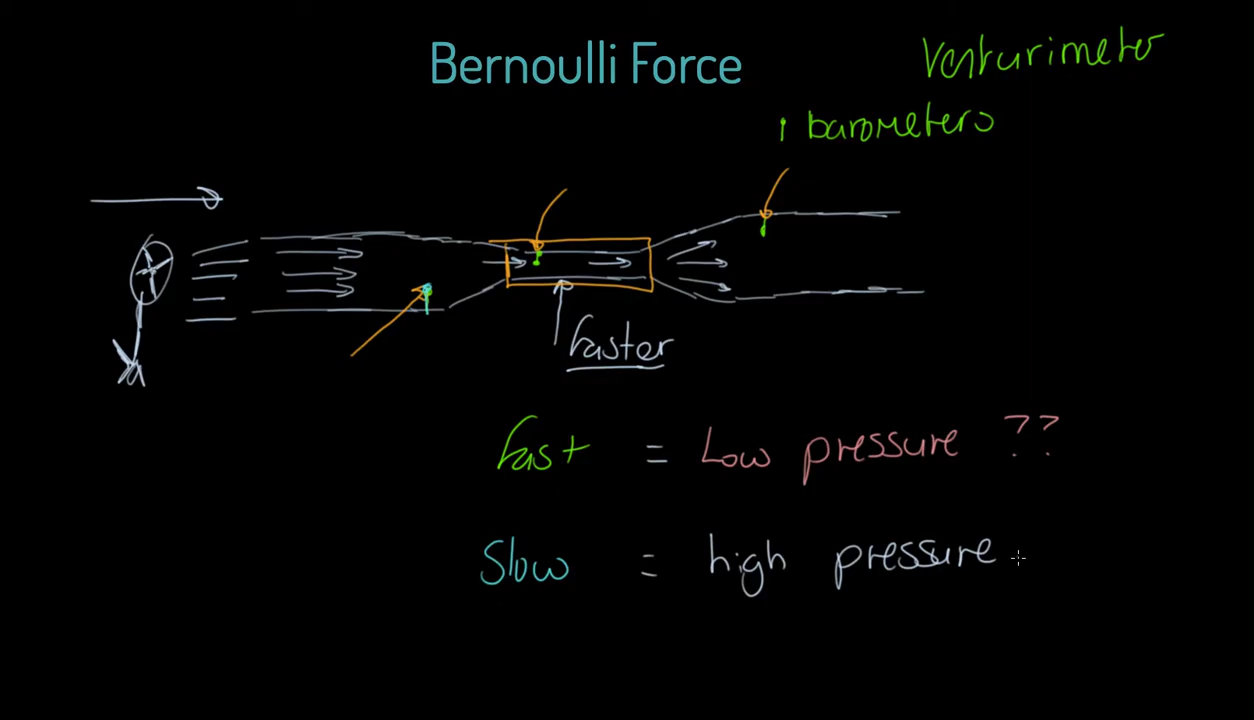 Bernoulli Force
Venturimeter
barometers
faster
fast = Low pressure ??
Slow = high pressure